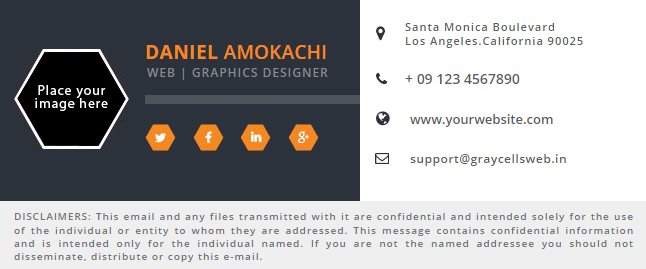 Place your
image here
DANIEL AMOKACHI
WEB | GRAPHICS DESIGNER
Santa Monica Boulevard
Los Angeles.California 90025
+ 09 123 4567890
www.yourwebsite.com
support@graycellsweb.in
DISCLAIMERS: This email and any files transmitted with it are confidential and intended solely for the use
of the individual or entity to whom they are addressed. This message contains confidential information
and is intended only for the individual named. If you are not the named addressee you should not
disseminate, distribute or copy this e-mail.